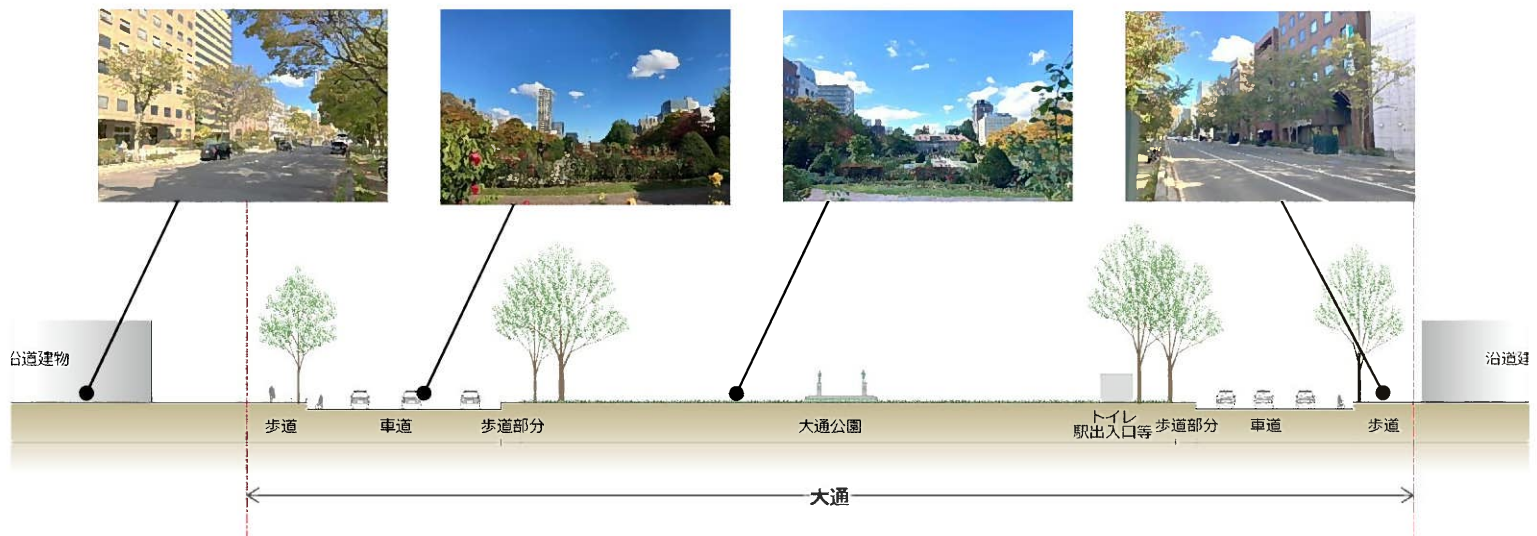 沿道建物
沿道建
歩道
車道
歩道部分
大通公園
トイレ
駅出入口等
歩道部分
車道
歩道
大通